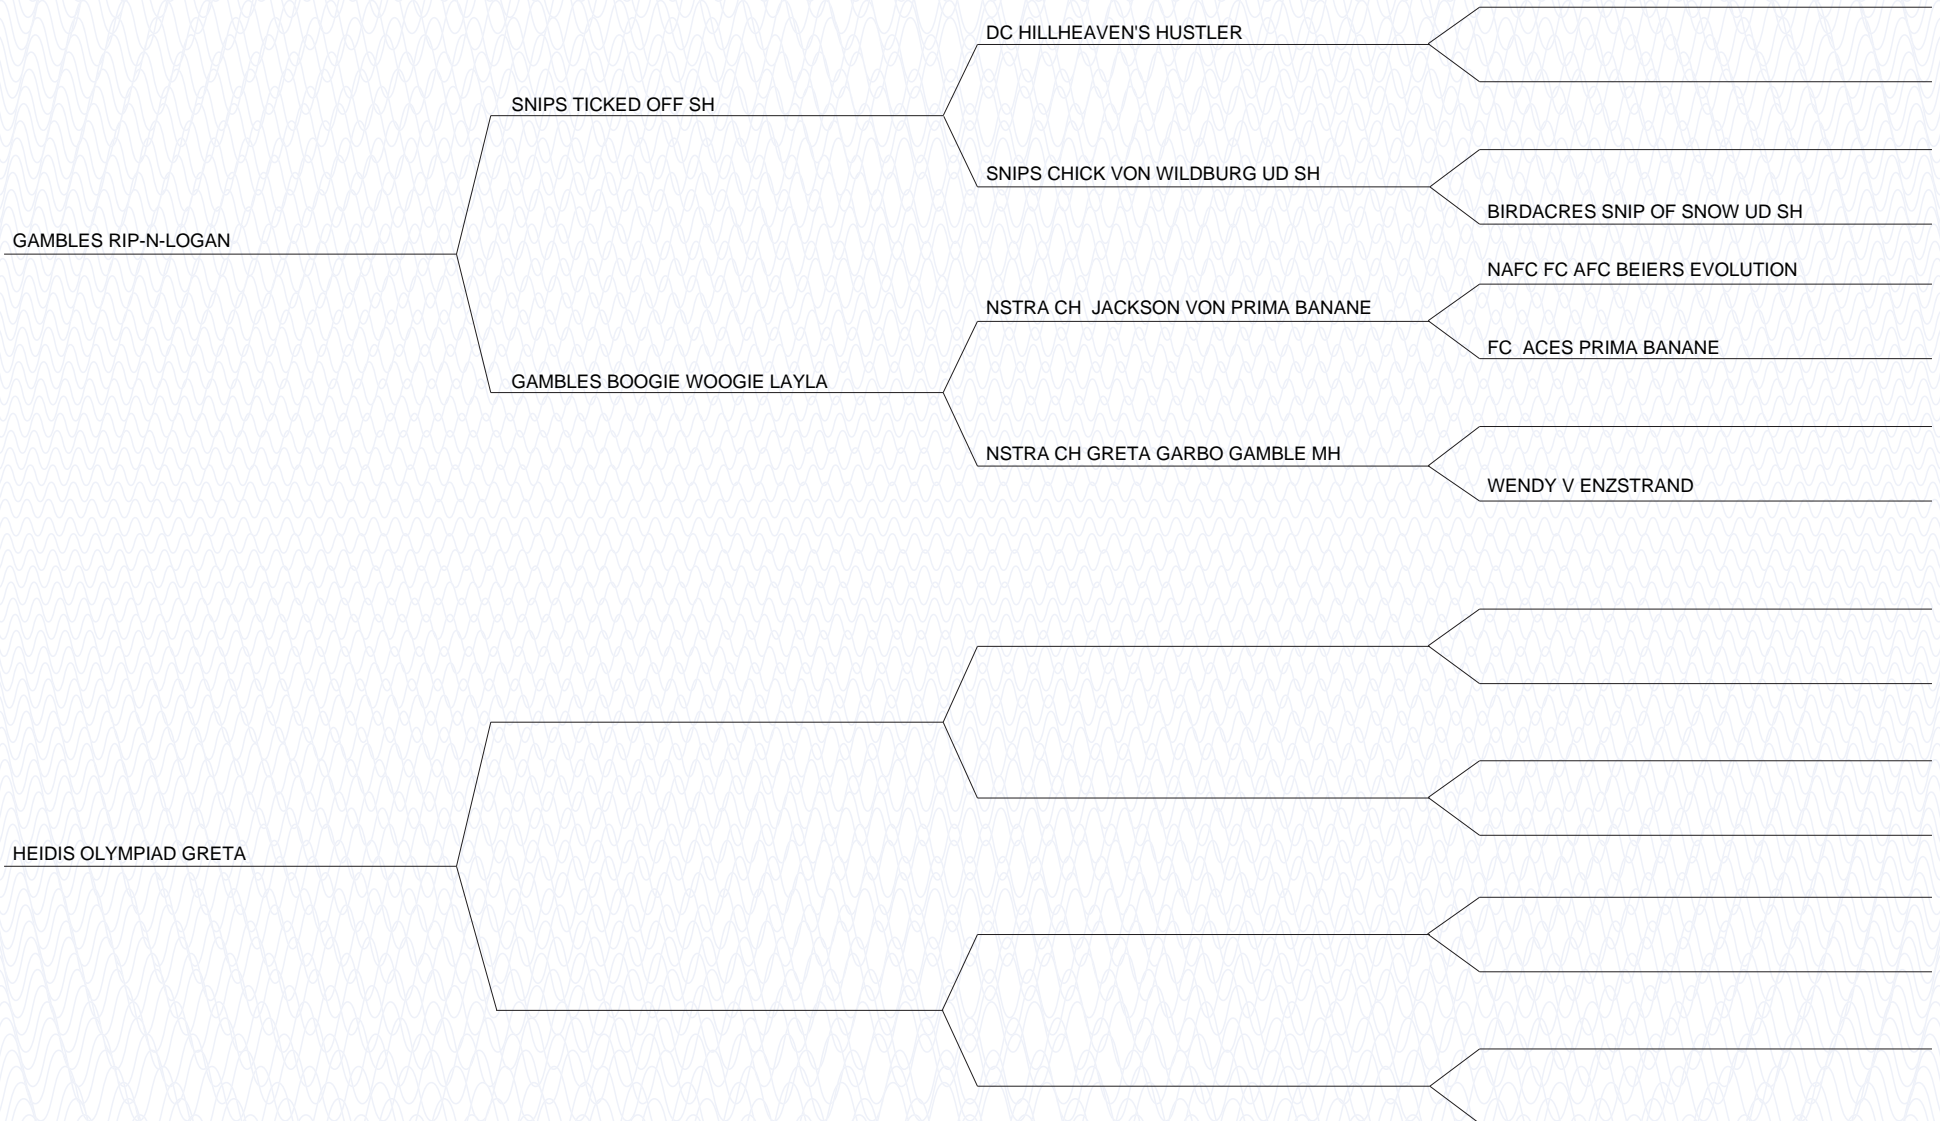 DC HILLHEAVEN'S HUSTLER
SNIPS TICKED OFF SH
SNIPS CHICK VON WILDBURG UD SH
BIRDACRES SNIP OF SNOW UD SH
GAMBLES RIP-N-LOGAN
NAFC FC AFC BEIERS EVOLUTION
NSTRA CH  JACKSON VON PRIMA BANANE
FC  ACES PRIMA BANANE
GAMBLES BOOGIE WOOGIE LAYLA
NSTRA CH GRETA GARBO GAMBLE MH
WENDY V ENZSTRAND
HEIDIS OLYMPIAD GRETA